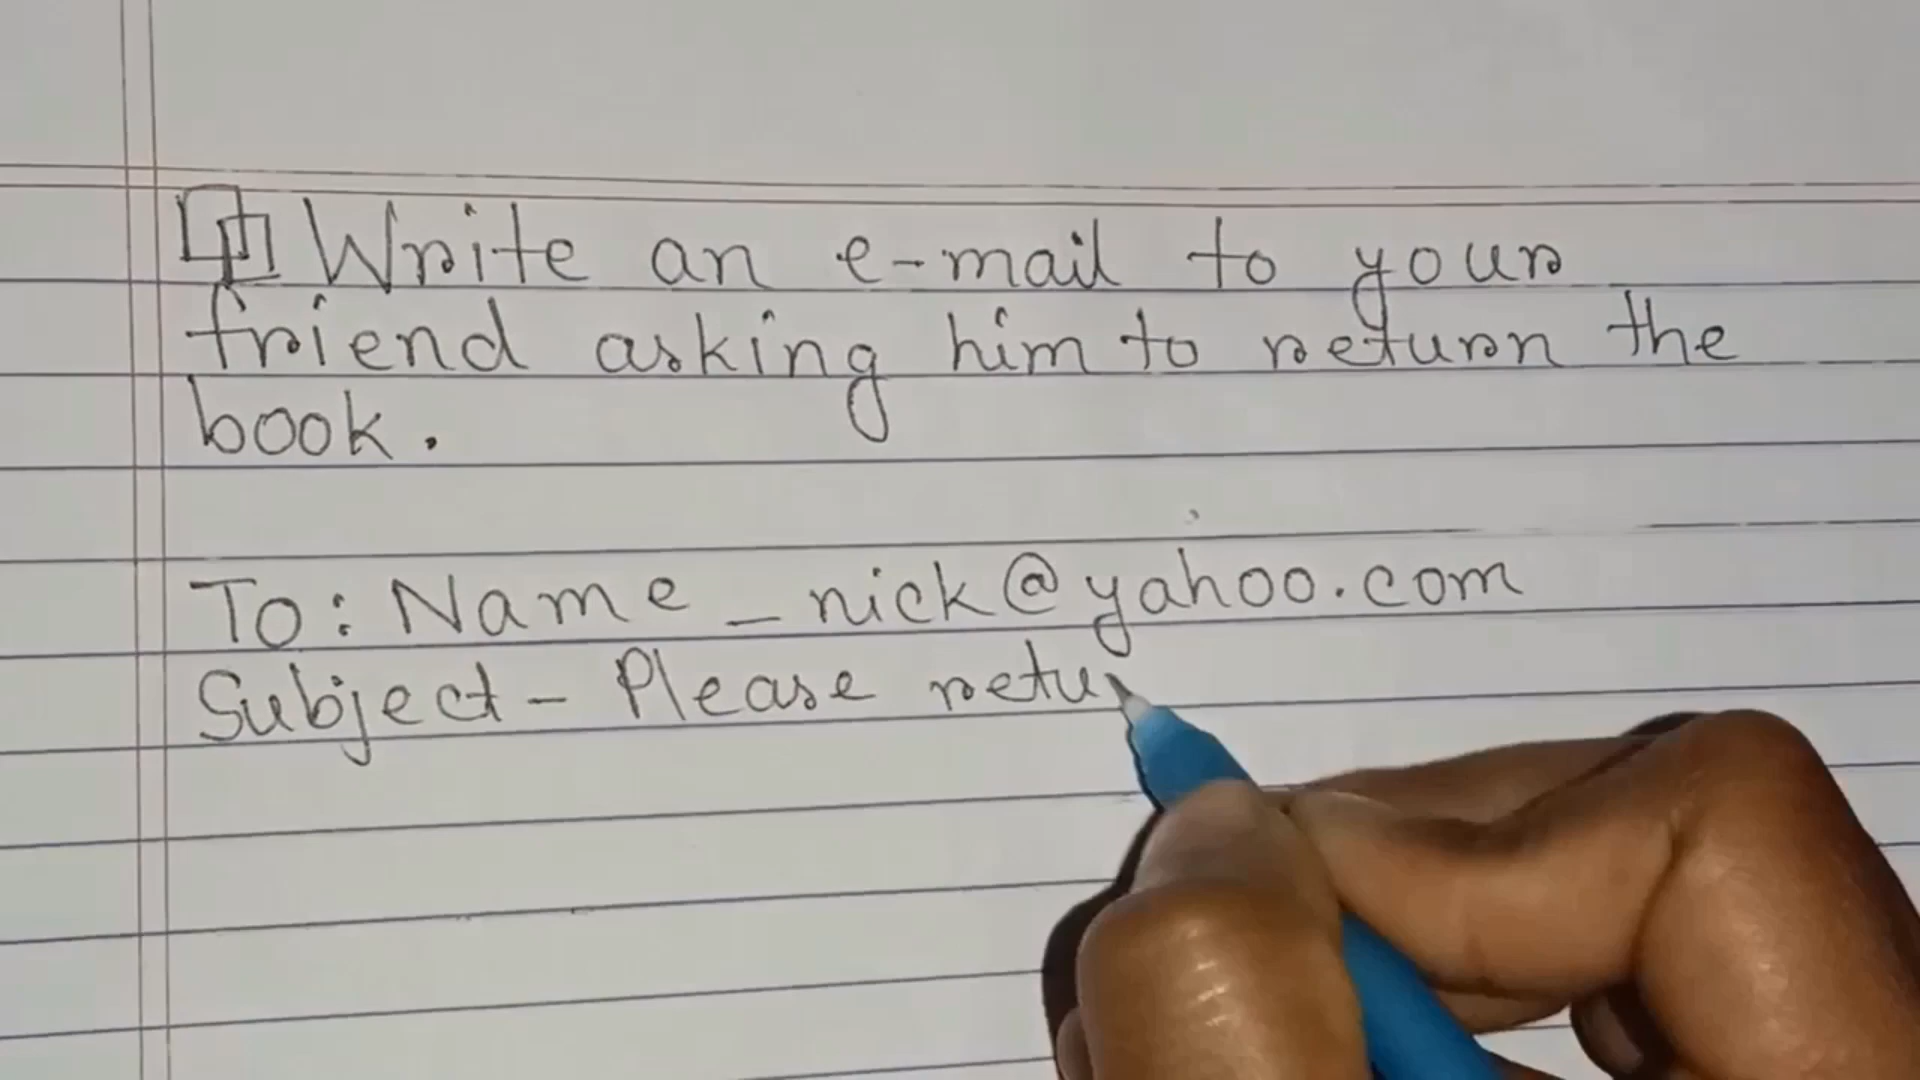 Write an e-mail to your
friend asking him to return the
book.
To: Name_nick@yahoo.com
Subject - Please retu